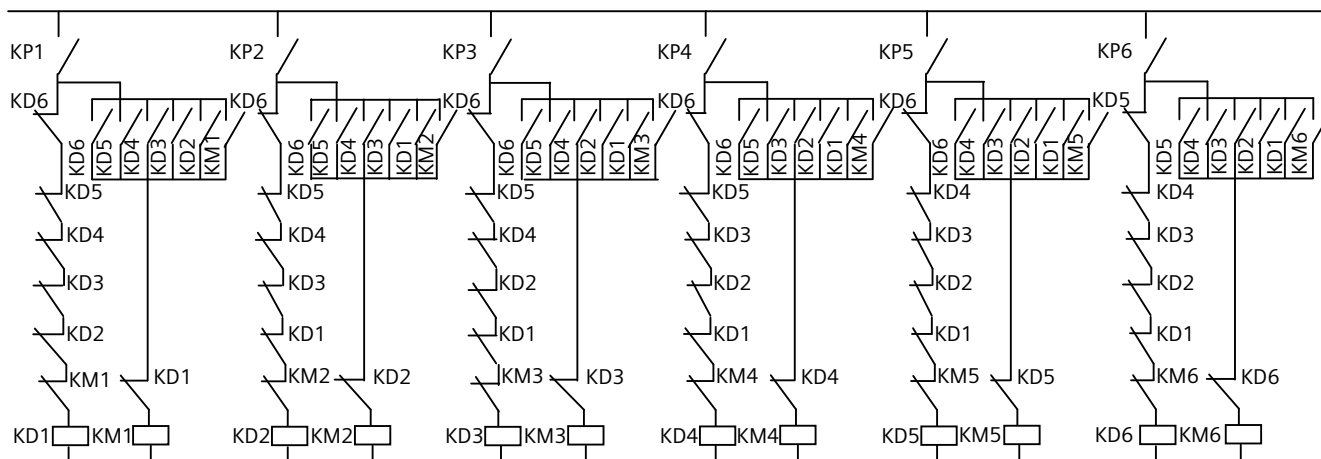 KP1 KP2 KP3 KP4 KP5 KP6
KD6 KD6 KD6 KD6 KD6 KD5
KD6 KD5 KD4 KD3 KD2 KM1
KD6 KD5 KD4 KD3 KD1 KM2
KD6 KD5 KD4 KD2 KD1 KM3
KD6 KD5 KD3 KD2 KD1 KM4
KD6 KD4 KD3 KD2 KD1 KM5
KD5 KD4 KD3 KD2 KD1 KM6
KD5 KD5 KD5 KD5 KD4 KD4
KD4 KD4 KD4 KD3 KD3 KD3
KD3 KD3 KD2 KD2 KD2 KD2
KD2 KD1 KD1 KD1 KD1 KD1
KM1 KD1 KM2 KD2 KM3 KD3 KM4 KD4 KM5 KD5 KM6 KD6
KD1 KM1 KD2 KM2 KD3 KM3 KD4 KM4 KD5 KM5 KD6 KM6